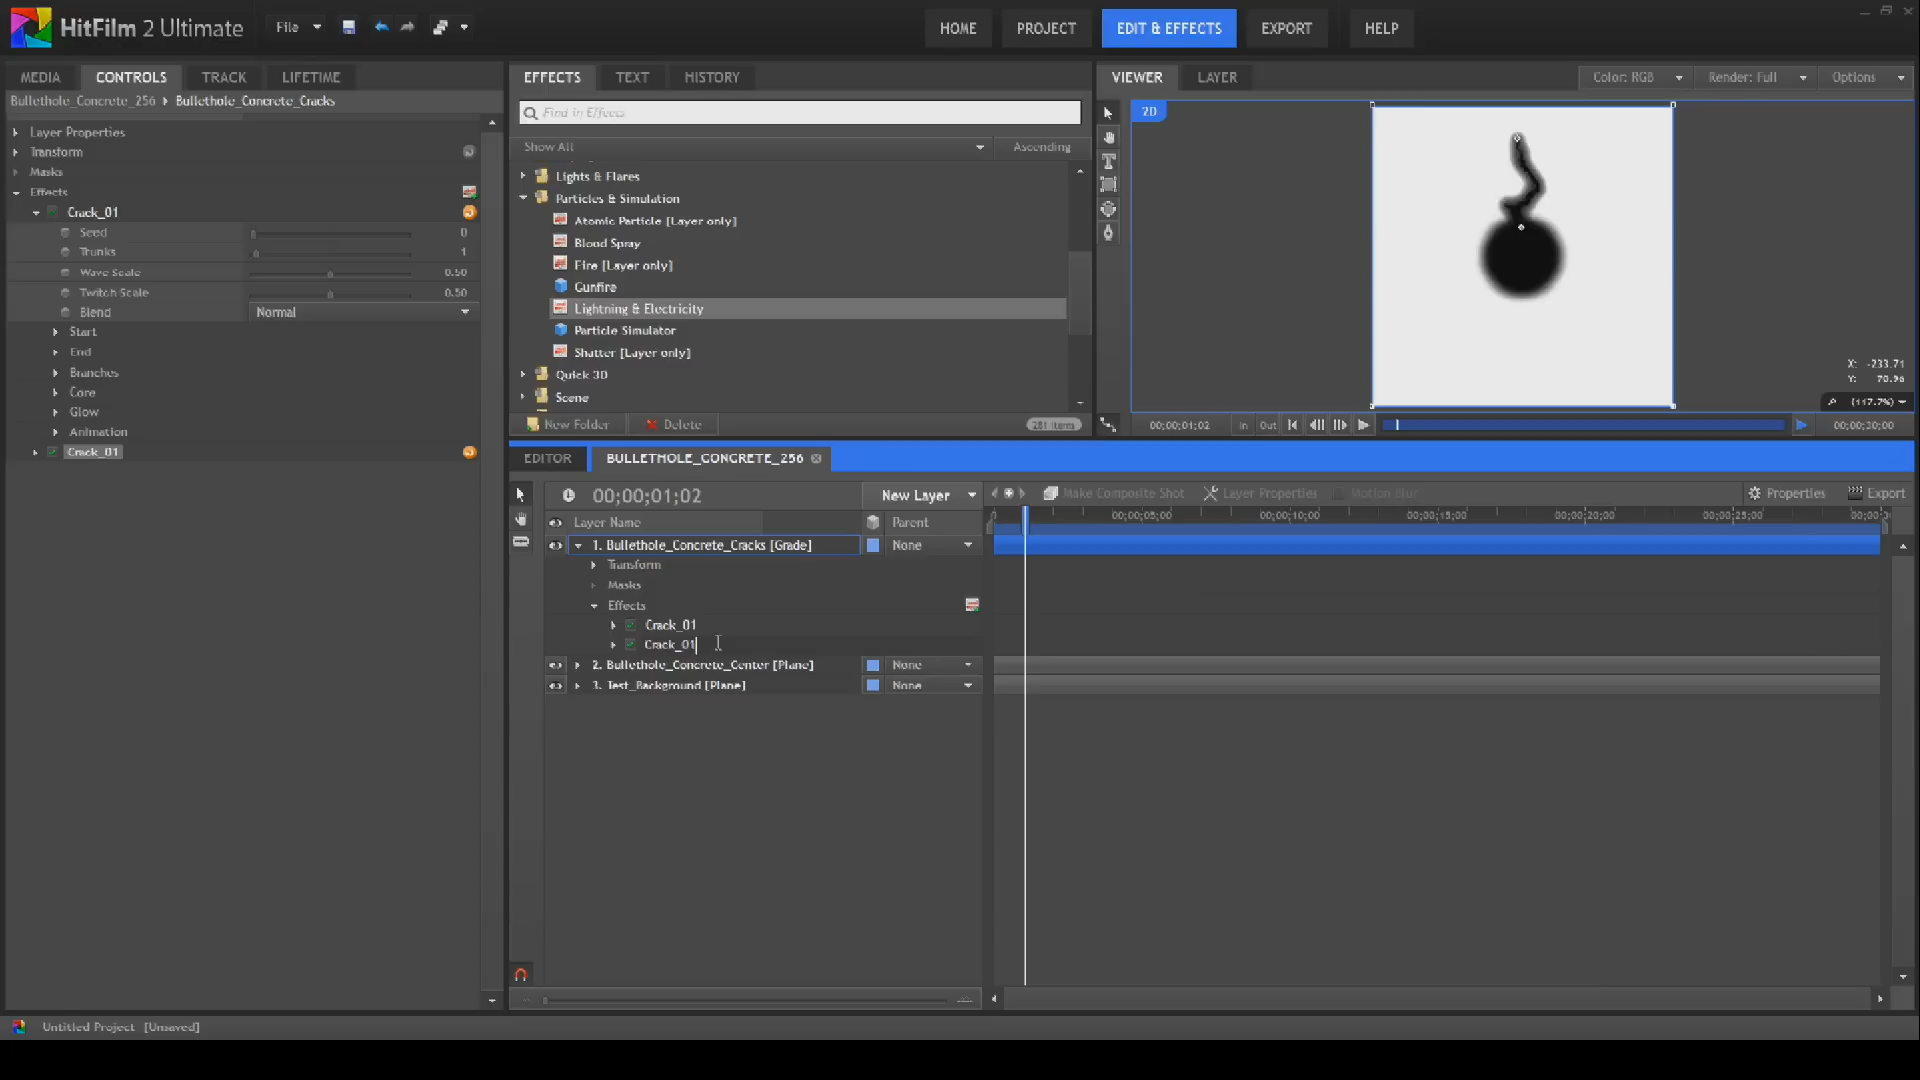 HitFilm 2 Ultimate
File
HOME
PROJECT
EDIT & EFFECTS
EXPORT
HELP
MEDIA
CONTROLS
TRACK
LIFETIME
Bullethole_Concrete_256
Bullethole_Concrete_Cracks
Layer Properties
Transform
Masks
Effects
Crack_01
Seed
0
Trunks
1
Wave Scale
0.50
Twitch Scale
0.50
Blend
Normal
Start
End
Branches
Core
Glow
Animation
Crack_01
EFFECTS
TEXT
HISTORY
Find in Effects
Show All
Ascending
Lights & Flares
Particles & Simulation
Atomic Particle [Layer only]
Blood Spray
Fire [Layer only]
Gunfire
Lightning & Electricity
Particle Simulator
Shatter [Layer only]
Quick 3D
Scene
New Folder
Delete
281 items
VIEWER
LAYER
Color: RGB
Render: Full
Options
2D
X: -233.71
Y: 70.96
(117.7%)
00;00;01;02
In
Out
00;00;30;00
EDITOR
BULLETHOLE_CONCRETE_256
00;00;01;02
New Layer
Make Composite Shot
Layer Properties
Motion Blur
Properties
Export
Layer Name
Parent
0
00;00;05;00
00;00;10;00
00;00;15;00
00;00;20;00
00;00;25;00
1. Bullethole_Concrete_Cracks [Grade]
None
Transform
Masks
Effects
Crack_01
Crack_01
2. Bullethole_Concrete_Center [Plane]
None
3. Test_Background [Plane]
None
Untitled Project [Unsaved]